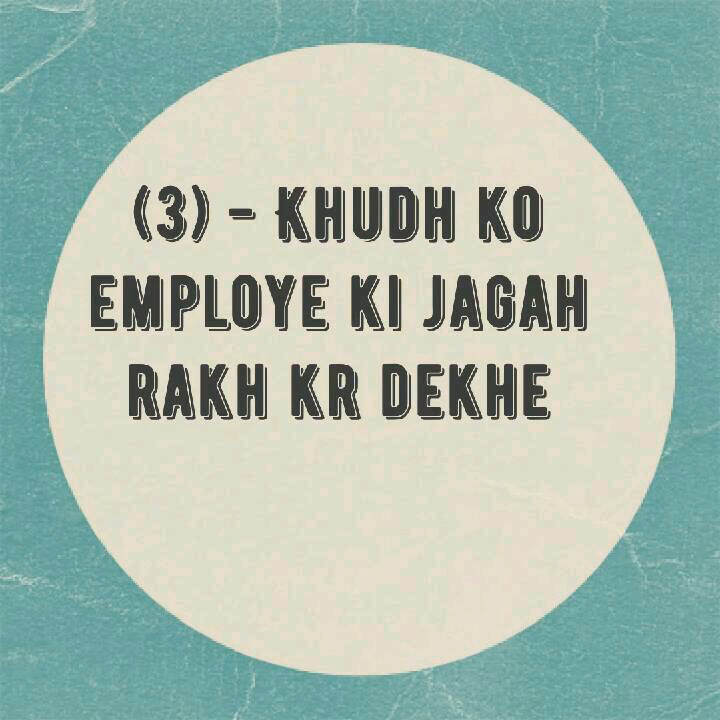 (3) - KHUDH KO
EMPLOYE KI JAGAH
RAKH KR DEKHE